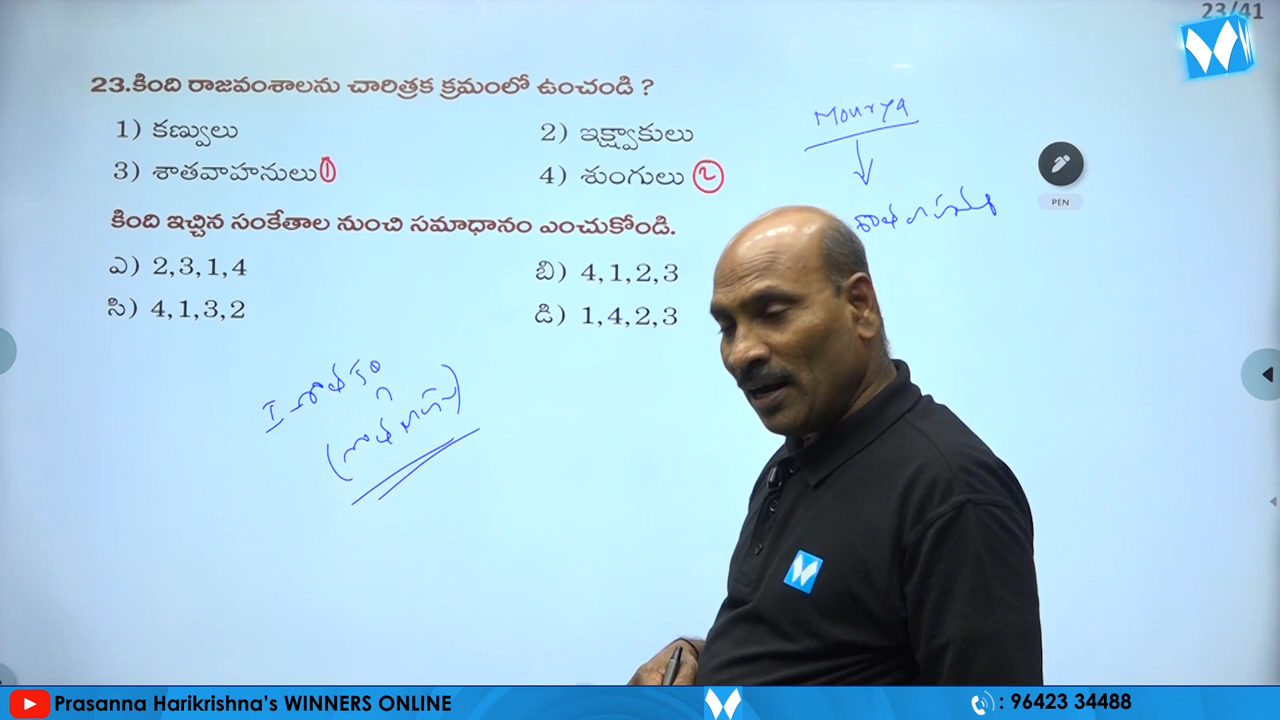 23/41
23.కింది రాజవంశాలను చారిత్రక క్రమంలో ఉంచండి ?
1) కణ్వులు 2) ఇక్ష్వాకులు
3) శాతవాహనులు ① 4) శుంగులు ②
కింది ఇచ్చిన సంకేతాల నుంచి సమాధానం ఎంచుకోండి.
ఎ) 2,3,1,4 బి) 4,1,2,3
సి) 4,1,3,2 డి) 1,4,2,3
Mourya
PEN
Prasanna Harikrishna's WINNERS ONLINE
: 96423 34488